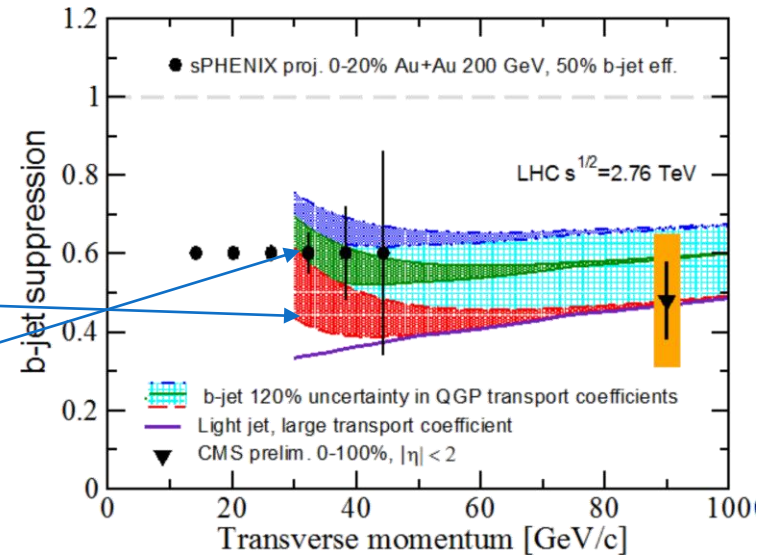 1.2
sPHENIX proj. 0-20% Au+Au 200 GeV, 50% b-jet eff.
1
LHC s^1/2=2.76 TeV
0.8
b-jet suppression
0.6
0.4
b-jet 120% uncertainty in QGP transport coefficients
0.2
Light jet, large transport coefficient
CMS prelim. 0-100%, |η| < 2
0
0 20 40 60 80 100
Transverse momentum [GeV/c]